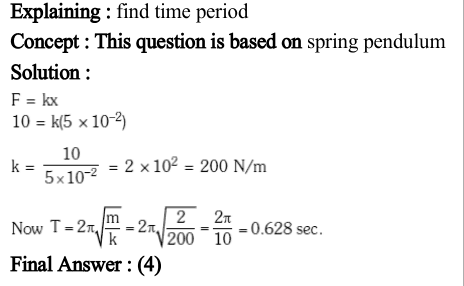 Explaining : find time period
Concept : This question is based on spring pendulum
Solution :
F = kx
10 = k(5 × 10⁻²)
k = 10 / 5×10⁻² = 2 × 10² = 200 N/m
Now T = 2π√(m/k) = 2π√(2/200) = 2π/10 = 0.628 sec.
Final Answer : (4)